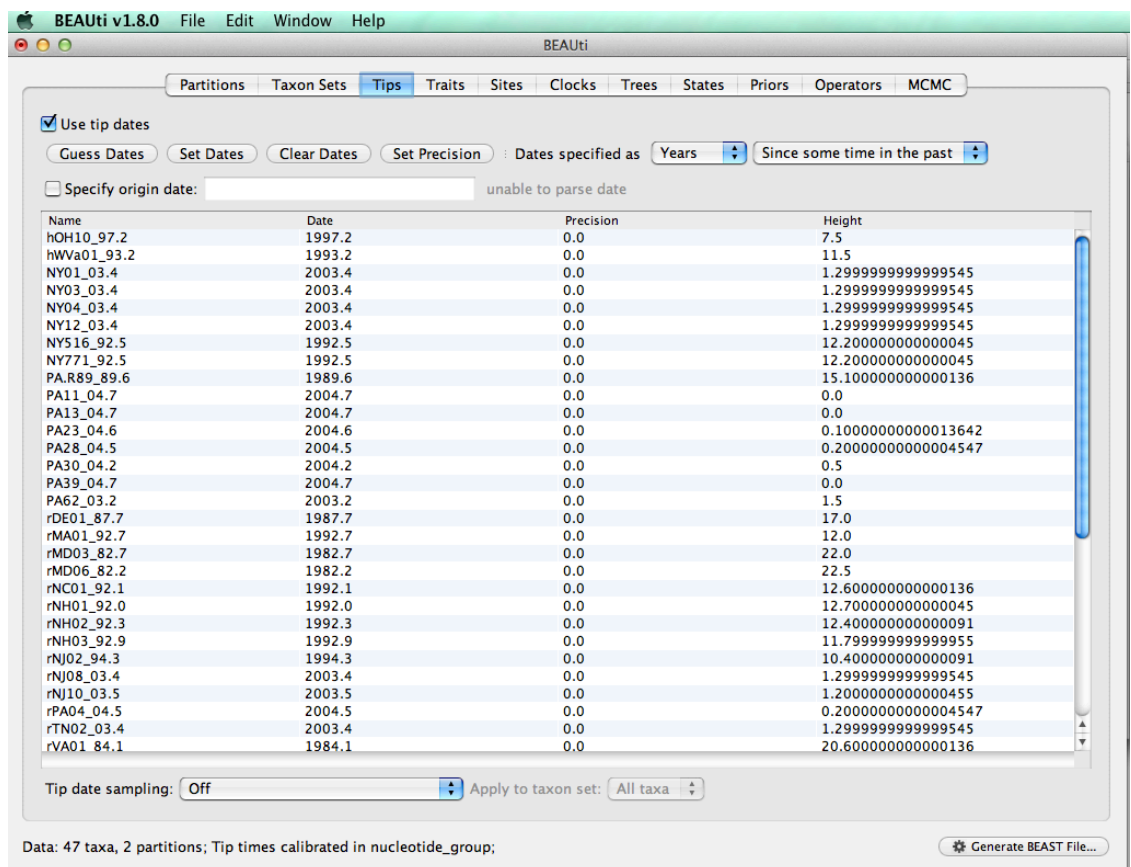 BEAUti v1.8.0 File Edit Window Help
BEAUti
Partitions Taxon Sets Tips Traits Sites Clocks Trees States Priors Operators MCMC
Use tip dates
Guess Dates Set Dates Clear Dates Set Precision : Dates specified as Years Since some time in the past
Specify origin date: unable to parse date
Name Date Precision Height
hOH10_97.2 1997.2 0.0 7.5
hWVa01_93.2 1993.2 0.0 11.5
NY01_03.4 2003.4 0.0 1.2999999999999545
NY03_03.4 2003.4 0.0 1.2999999999999545
NY04_03.4 2003.4 0.0 1.2999999999999545
NY12_03.4 2003.4 0.0 1.2999999999999545
NY516_92.5 1992.5 0.0 12.200000000000045
NY771_92.5 1992.5 0.0 12.200000000000045
PA.R89_89.6 1989.6 0.0 15.100000000000136
PA11_04.7 2004.7 0.0 0.0
PA13_04.7 2004.7 0.0 0.0
PA23_04.6 2004.6 0.0 0.10000000000013642
PA28_04.5 2004.5 0.0 0.20000000000004547
PA30_04.2 2004.2 0.0 0.5
PA39_04.7 2004.7 0.0 0.0
PA62_03.2 2003.2 0.0 1.5
rDE01_87.7 1987.7 0.0 17.0
rMA01_92.7 1992.7 0.0 12.0
rMD03_82.7 1982.7 0.0 22.0
rMD06_82.2 1982.2 0.0 22.5
rNC01_92.1 1992.1 0.0 12.600000000000136
rNH01_92.0 1992.0 0.0 12.700000000000045
rNH02_92.3 1992.3 0.0 12.400000000000091
rNH03_92.9 1992.9 0.0 11.799999999999955
rNJ02_94.3 1994.3 0.0 10.400000000000091
rNJ08_03.4 2003.4 0.0 1.2999999999999545
rNJ10_03.5 2003.5 0.0 1.2000000000000455
rPA04_04.5 2004.5 0.0 0.20000000000004547
rTN02_03.4 2003.4 0.0 1.2999999999999545
rVA01_84.1 1984.1 0.0 20.600000000000136
Tip date sampling: Off Apply to taxon set: All taxa
Data: 47 taxa, 2 partitions; Tip times calibrated in nucleotide_group; Generate BEAST File...